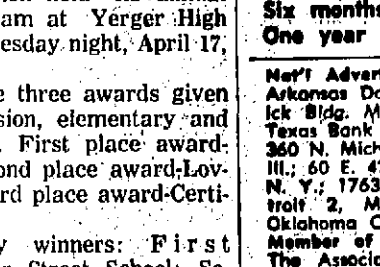 am at Yerger High
esday night, April 17,
e three awards given
sion, elementary and
. First place award-
ond place award-Lov-
rd place award-Certi-
y winners: First
Street School; Se-
Six months
One year
Nat'l Advert
Arkansas Da
ick Bldg. M
Texas Bank
360 N. Mich
Ill.; 60 E. 4
N. Y.; 1763
troit 2, M
Oklahoma C
Member of
The Associa